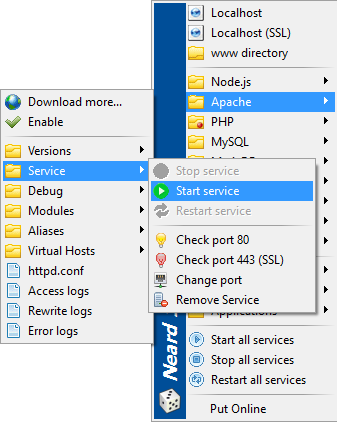 Localhost
Localhost (SSL)
www directory
Node.js
Apache
PHP
MySQL
Applications
Start all services
Stop all services
Restart all services
Put Online
Neard
Download more...
Enable
Versions
Service
Debug
Modules
Aliases
Virtual Hosts
httpd.conf
Access logs
Rewrite logs
Error logs
Stop service
Start service
Restart service
Check port 80
Check port 443 (SSL)
Change port
Remove Service